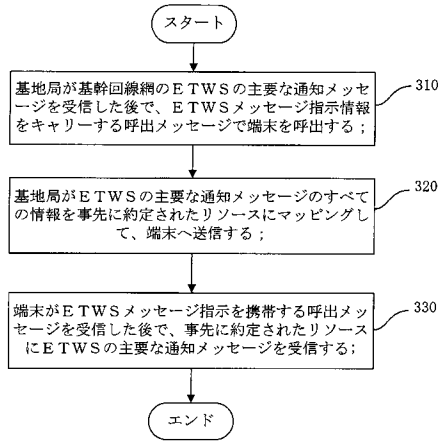 スタート
基地局が基幹回線網のETWSの主要な通知メッセ
ージを受信した後で、ETWSメッセージ指示情報
をキャリーする呼出メッセージで端末を呼出する；
310
基地局がETWSの主要な通知メッセージのすべて
の情報を事先に約定されたリソースにマッピングし
て、端末へ送信する；
320
端末がETWSメッセージ指示を携帯する呼出メッ
セージを受信した後で、事先に約定されたリソース
にETWSの主要な通知メッセージを受信する；
330
エンド